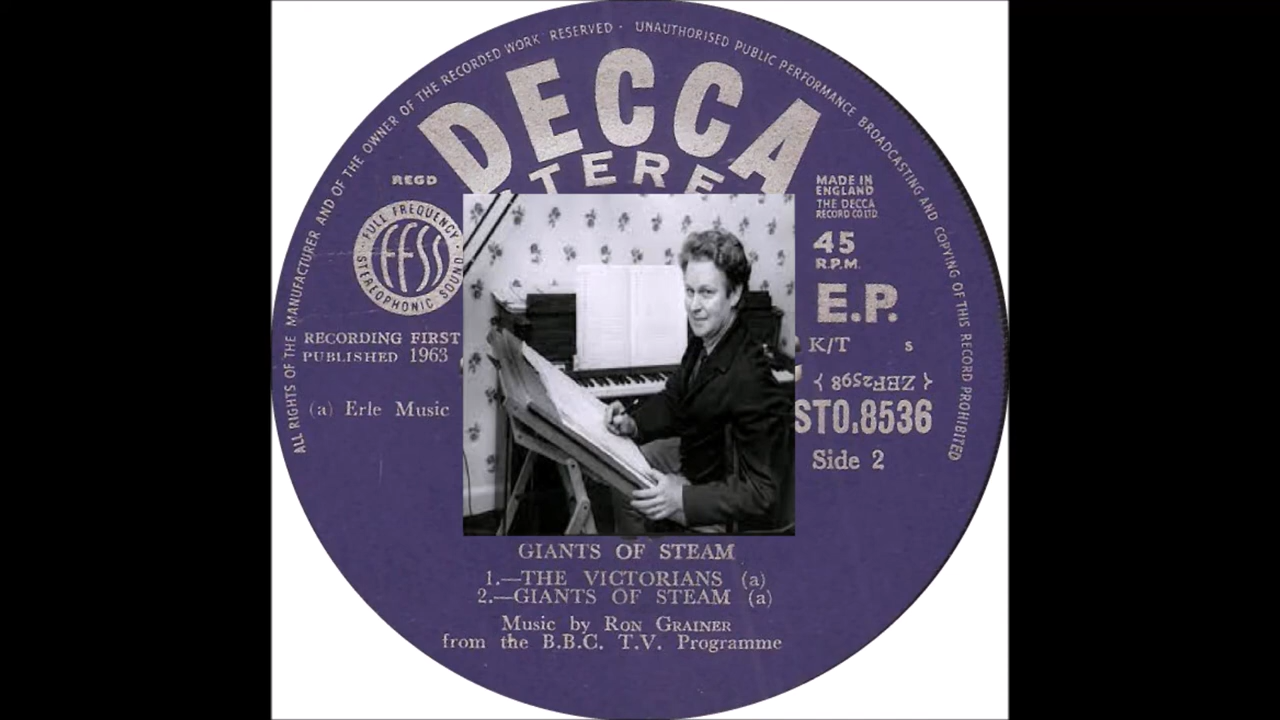 ALL RIGHTS OF THE MANUFACTURER AND OF THE OWNER OF THE RECORDED WORK RESERVED · UNAUTHORISED PUBLIC PERFORMANCE BROADCASTING AND COPYING OF THIS RECORD PROHIBITED
DECCA
STERE
REGD
FULL FREQUENCY
FFSS
STEREOPHONIC SOUND
MADE IN
ENGLAND
THE DECCA
RECORD CO LTD.
45
R.P.M.
E.P.
RECORDING FIRST
PUBLISHED 1963
K/T s
{ ZEF2598 {
(a) Erle Music
STO.8536
Side 2
GIANTS OF STEAM
1.—THE VICTORIANS (a)
2.—GIANTS OF STEAM (a)
Music by RON GRAINER
from the B.B.C. T.V. Programme